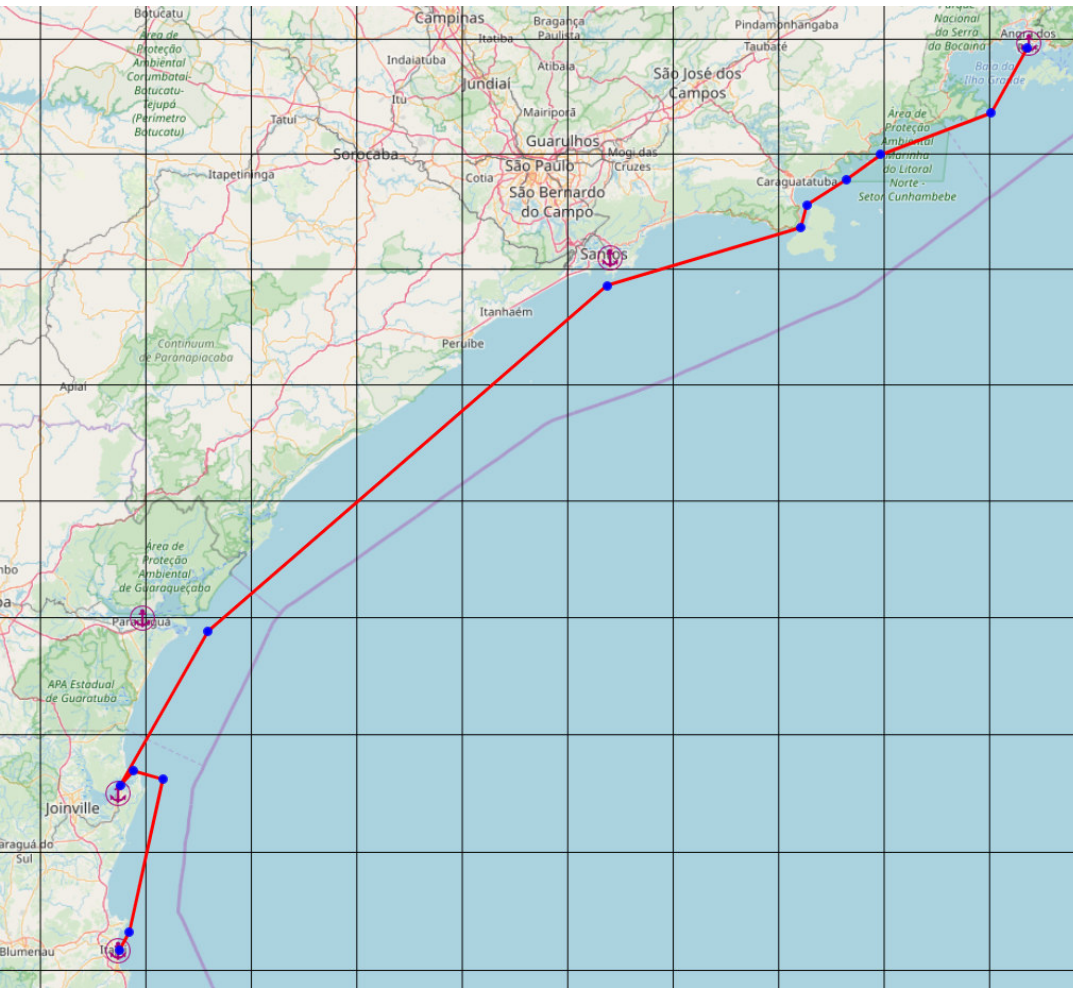 Botucatu
Área de
Proteção
Ambiental
Corumbataí-
Botucatu-
Tejupá
(Perímetro
Botucatu)
Campinas
Itatiba
Bragança
Paulista
Indaiatuba
Atibaia
Jundiaí
Itu
Mairiporã
Tatuí
Guarulhos
Sorocaba
São Paulo
Mogi das
Cruzes
Itapetininga
Cotia
São Bernardo
do Campo
Pindamonhangaba
Taubaté
São José dos
Campos
Nacional
da Serra
da Bocaina
Angra dos
Baía da
Ilha Grande
Área de
Proteção
Ambiental
Marinha
do Litoral
Norte -
Setor Cunhambebe
Caraguatatuba
Santos
Itanhaém
Peruíbe
Continuum
de Paranapiacaba
Apiaí
Área de
Proteção
Ambiental
de Guaraqueçaba
Paranaguá
APA Estadual
de Guaratuba
Joinville
araguá do
Sul
Blumenau